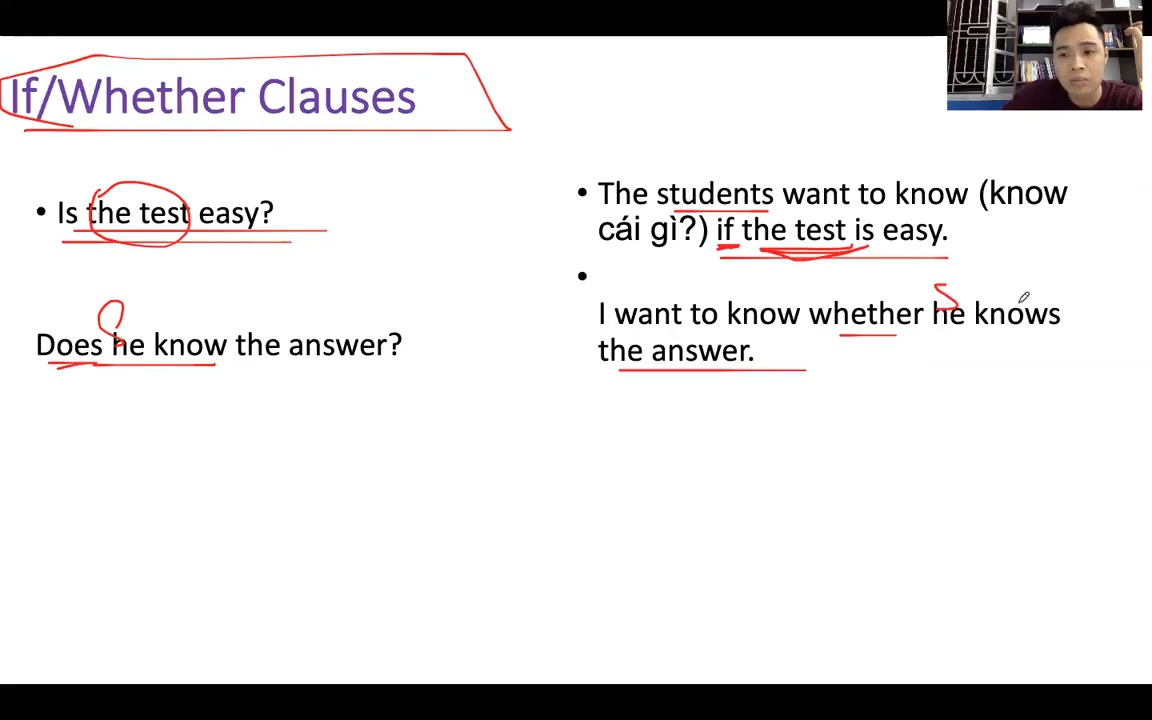 If/Whether Clauses
• Is the test easy?
Does he know the answer?
• The students want to know (know
cái gì?) if the test is easy.
•
I want to know whether he knows
the answer.
S
S